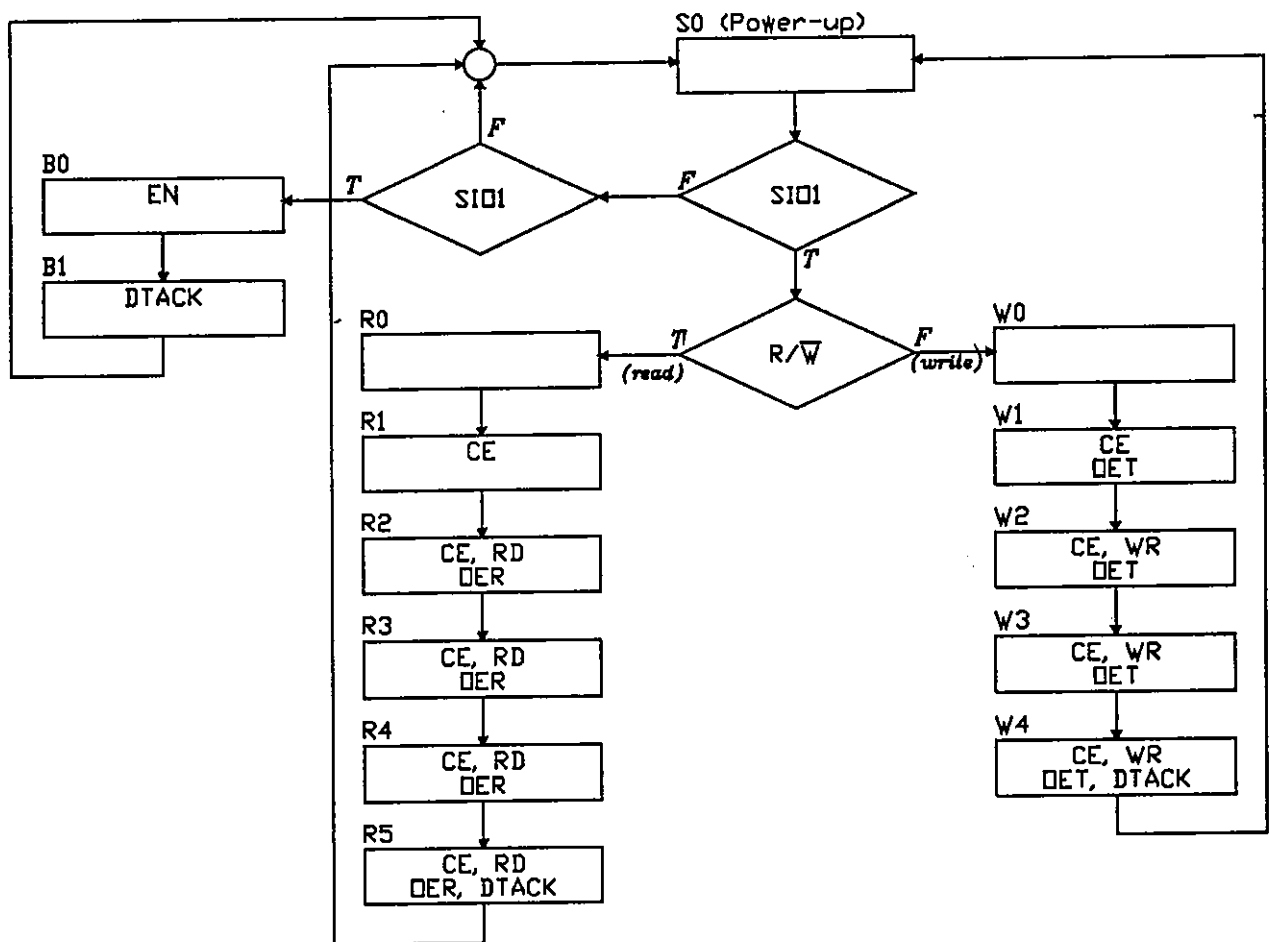 S0 (Power-up)
F
B0
EN
T
SIO1
F
SIO1
T
B1
DTACK
R0
T
(read)
R/W̅
F
(write)
W0
R1
CE
W1
CE
OET
R2
CE, RD
OER
W2
CE, WR
OET
R3
CE, RD
OER
W3
CE, WR
OET
R4
CE, RD
OER
W4
CE, WR
OET, DTACK
R5
CE, RD
OER, DTACK